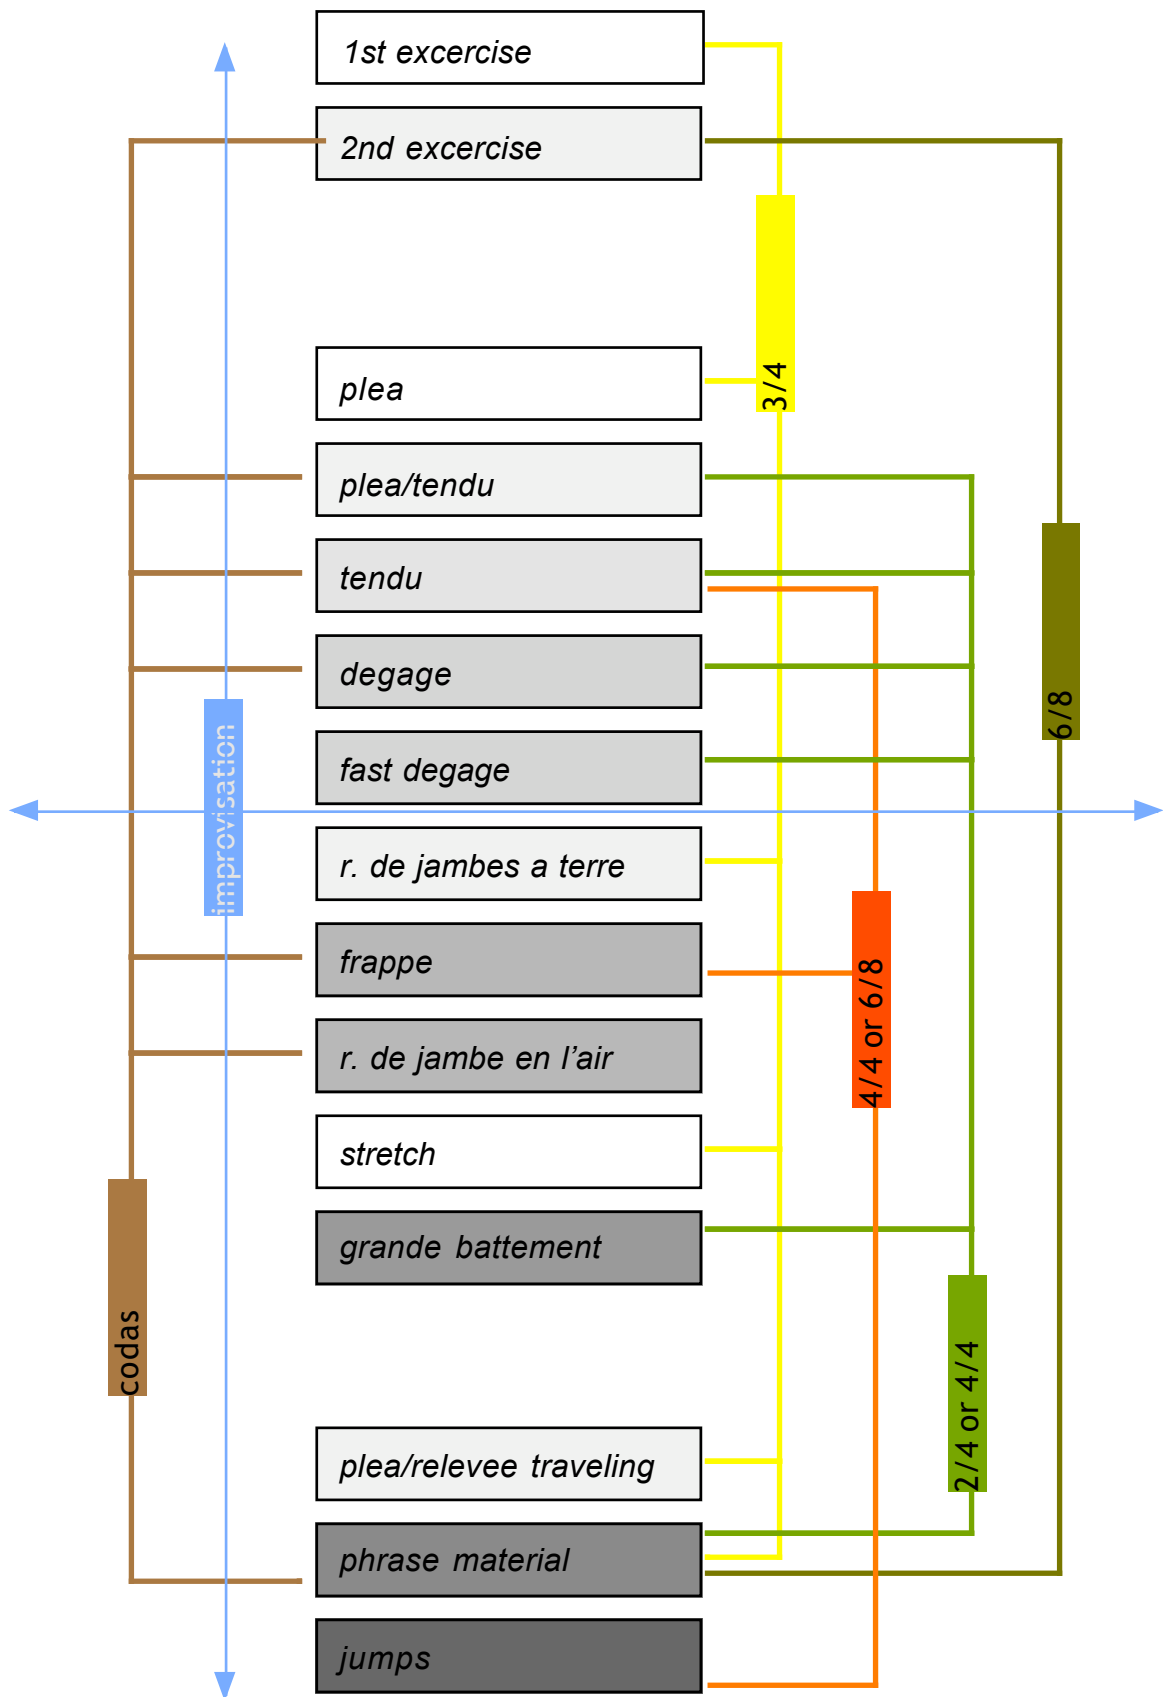 1st excercise
2nd excercise
3/4
plea
plea/tendu
tendu
degage
6/8
fast degage
improvisation
r. de jambes a terre
frappe
4/4 or 6/8
r. de jambe en l'air
stretch
grande battement
codas
2/4 or 4/4
plea/relevee traveling
phrase material
jumps